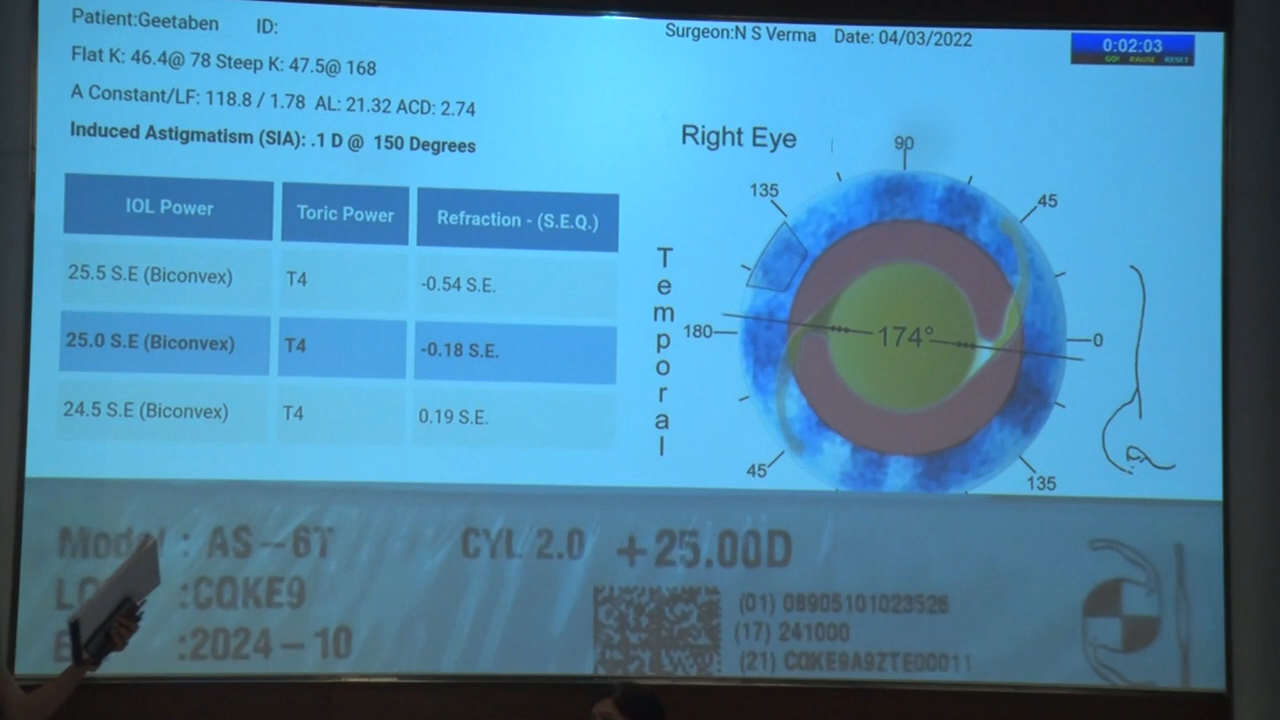 Patient:Geetaben ID:
Flat K: 46.4@ 78 Steep K: 47.5@ 168
A Constant/LF: 118.8 / 1.78 AL: 21.32 ACD: 2.74
Induced Astigmatism (SIA): .1 D @ 150 Degrees
IOL Power Toric Power Refraction - (S.E.Q.)
25.5 S.E (Biconvex) T4 -0.54 S.E.
25.0 S.E (Biconvex) T4 -0.18 S.E.
24.5 S.E (Biconvex) T4 0.19 S.E.
Surgeon:N S Verma Date: 04/03/2022
0:02:03
GO! PAUSE RESET
Right Eye
90
135
45
Temporal
180
174°
0
45
135
Model : AS-6T CYL 2.0 +25.00D
:CQKE9
:2024-10
(01) 08905101023526
(17) 241000
(21) CQKE9A9ZTE00011